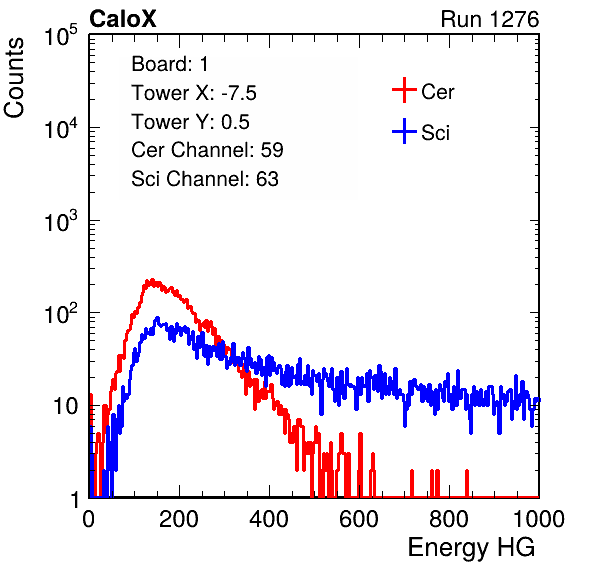 CaloX Run 1276
Counts
10^5
10^4
10^3
10^2
10
1
Board: 1
Tower X: -7.5
Tower Y: 0.5
Cer Channel: 59
Sci Channel: 63
Cer
Sci
0 200 400 600 800 1000
Energy HG